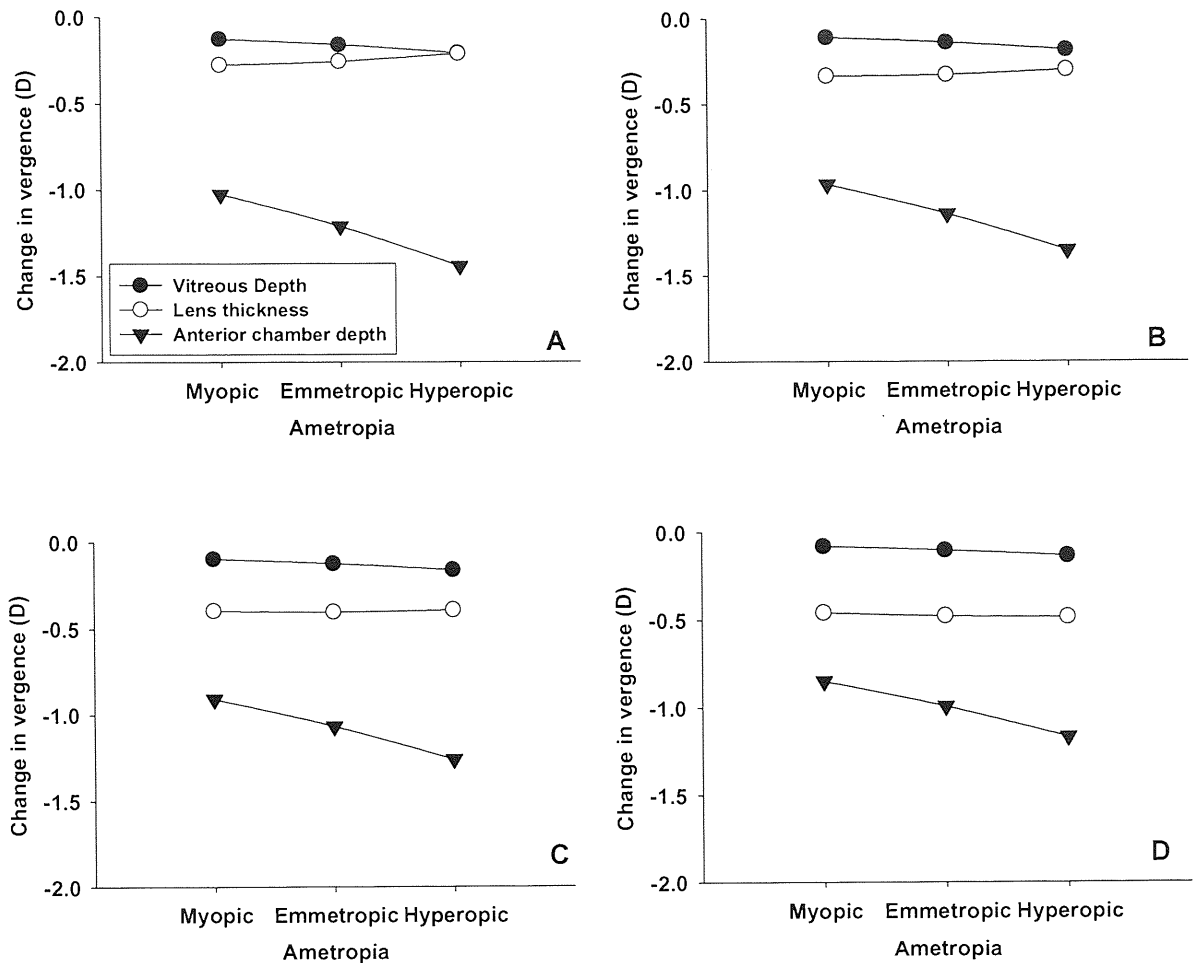 0.0
-0.5
-1.0
-1.5
-2.0
Change in vergence (D)
Vitreous Depth
Lens thickness
Anterior chamber depth
A
Myopic Emmetropic Hyperopic
Ametropia
0.0
-0.5
-1.0
-1.5
-2.0
Change in vergence (D)
B
Myopic Emmetropic Hyperopic
Ametropia
0.0
-0.5
-1.0
-1.5
-2.0
Change in vergence (D)
C
Myopic Emmetropic Hyperopic
Ametropia
0.0
-0.5
-1.0
-1.5
-2.0
Change in vergence (D)
D
Myopic Emmetropic Hyperopic
Ametropia